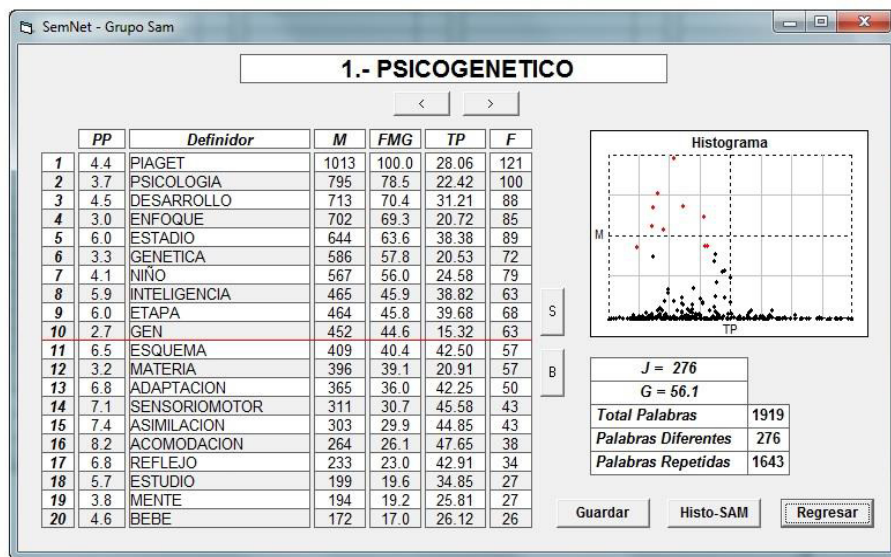 SemNet - Grupo Sam
1.- PSICOGENETICO
< >
PP Definidor M FMG TP F
1 4.4 PIAGET 1013 100.0 28.06 121
2 3.7 PSICOLOGIA 795 78.5 22.42 100
3 4.5 DESARROLLO 713 70.4 31.21 88
4 3.0 ENFOQUE 702 69.3 20.72 85
5 6.0 ESTADIO 644 63.6 38.38 89
6 3.3 GENETICA 586 57.8 20.53 72
7 4.1 NIÑO 567 56.0 24.58 79
8 5.9 INTELIGENCIA 465 45.9 38.82 63
9 6.0 ETAPA 464 45.8 39.68 68
10 2.7 GEN 452 44.6 15.32 63
11 6.5 ESQUEMA 409 40.4 42.50 57
12 3.2 MATERIA 396 39.1 20.91 57
13 6.8 ADAPTACION 365 36.0 42.25 50
14 7.1 SENSORIOMOTOR 311 30.7 45.58 43
15 7.4 ASIMILACION 303 29.9 44.85 43
16 8.2 ACOMODACION 264 26.1 47.65 38
17 6.8 REFLEJO 233 23.0 42.91 34
18 5.7 ESTUDIO 199 19.6 34.85 27
19 3.8 MENTE 194 19.2 25.81 27
20 4.6 BEBE 172 17.0 26.12 26
S
B
Histograma
M
TP
J = 276
G = 56.1
Total Palabras 1919
Palabras Diferentes 276
Palabras Repetidas 1643
Guardar Histo-SAM Regresar